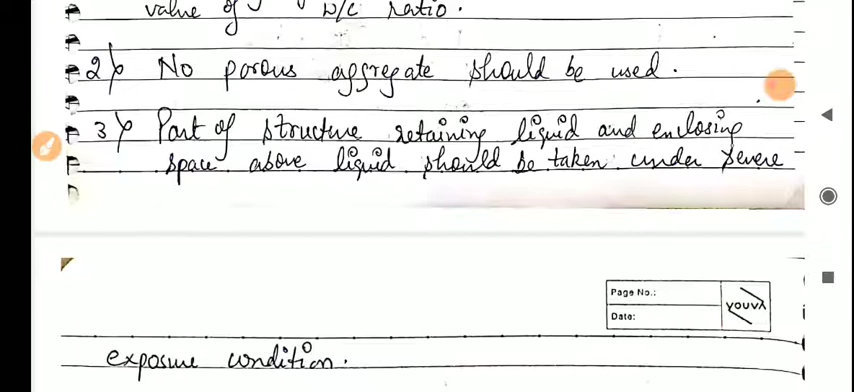 value of W/C ratio.
2) No porous aggregate should be used.
3) Part of structure retaining liquid and enclosing
space above liquid should be taken under severe
Page No.:
Date:
YOUVA
exposure condition.